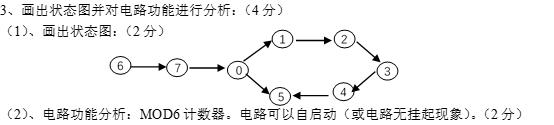 3、画出状态图并对电路功能进行分析：（4 分）
（1）、画出状态图：（2 分）
1 2
6 7 0 3
5 4
（2）、电路功能分析：MOD6 计数器。电路可以自启动（或电路无挂起现象）。（2 分）